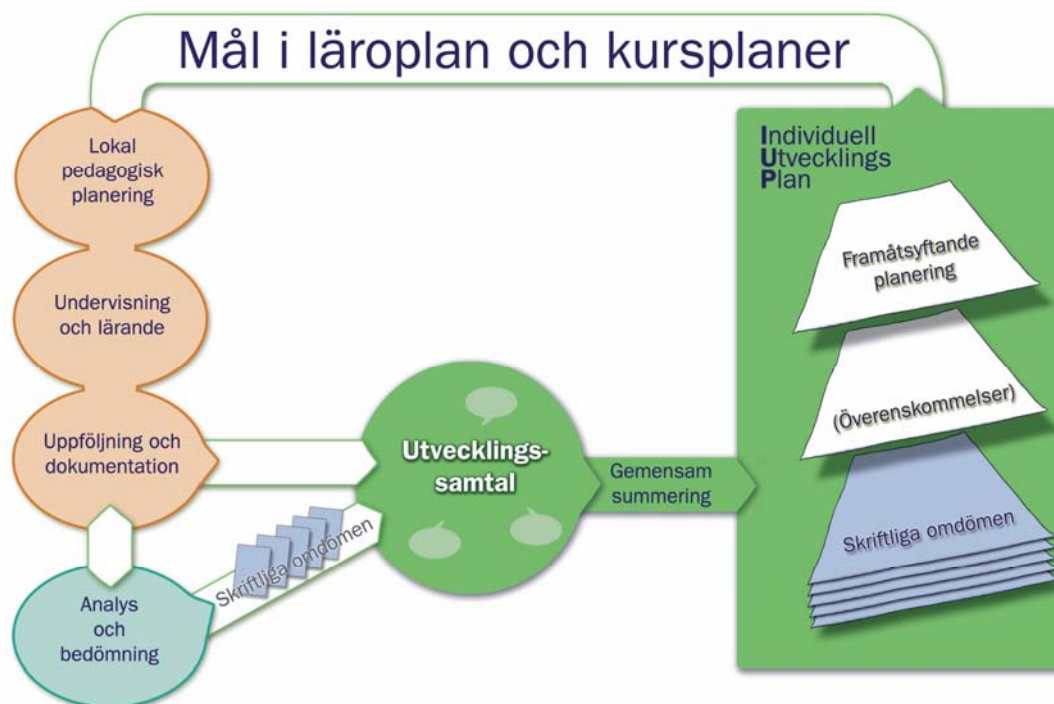 Mål i läroplan och kursplaner
Lokal
pedagogisk
planering
Undervisning
och lärande
Uppföljning och
dokumentation
Analys
och
bedömning
Skriftliga omdömen
Utvecklings-
samtal
Gemensam
summering
Individuell
Utvecklings
Plan
Framåtsyftande
planering
(Överenskommelser)
Skriftliga omdömen